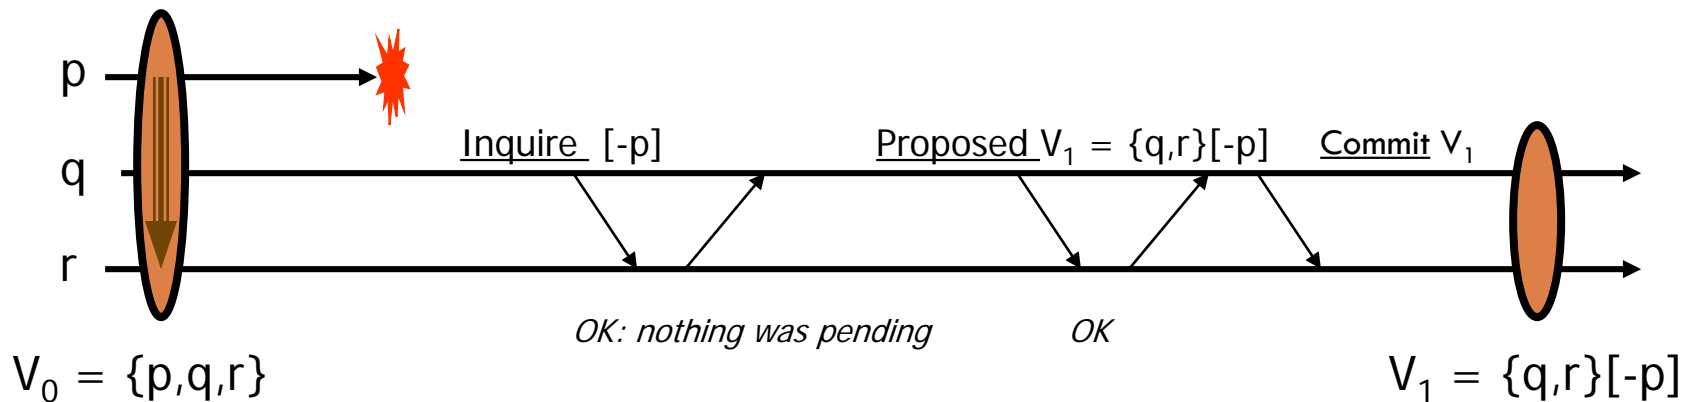 p
Inquire [-p]
Proposed V₁ = {q,r}[-p]
Commit V₁
q
r
OK: nothing was pending
OK
V₀ = {p,q,r}
V₁ = {q,r}[-p]